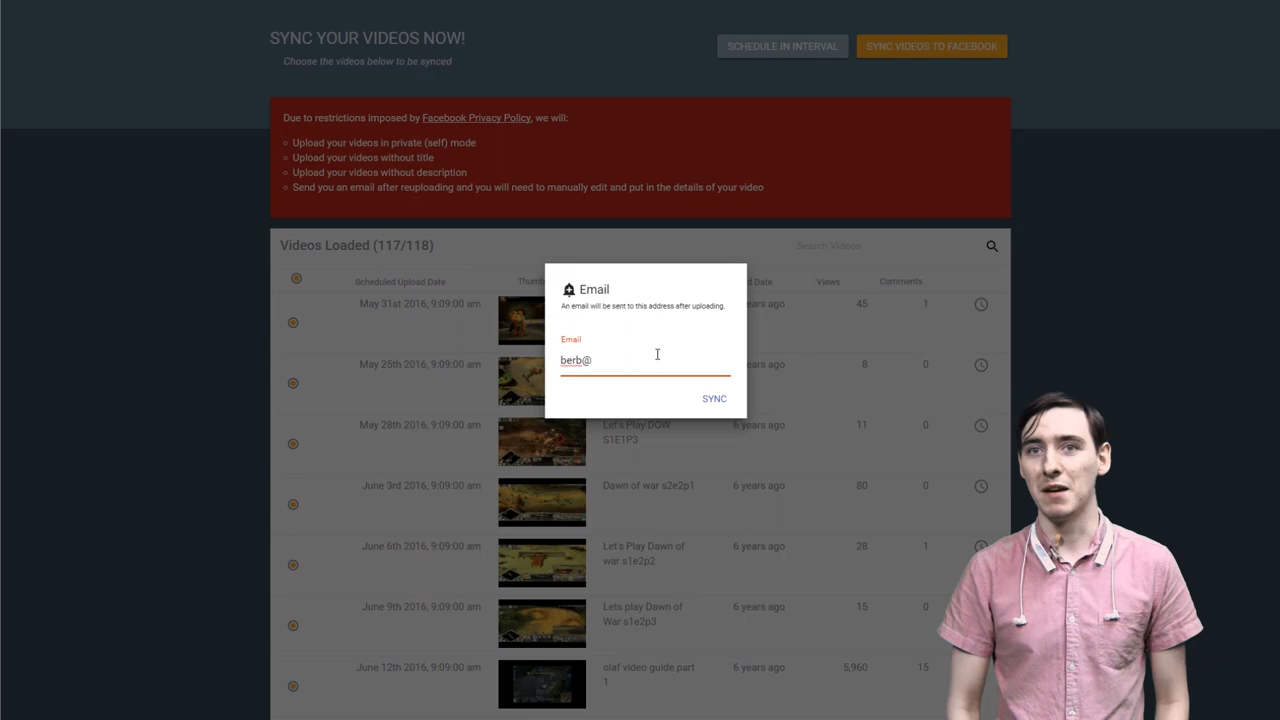 SYNC YOUR VIDEOS NOW!
Choose the videos below to be synced
SCHEDULE IN INTERVAL
SYNC VIDEOS TO FACEBOOK
Due to restrictions imposed by Facebook Privacy Policy, we will:
Upload your videos in private (self) mode
Upload your videos without title
Upload your videos without description
Send you an email after reuploading and you will need to manually edit and put in the details of your video
Videos Loaded (117/118)
Search Videos
Scheduled Upload Date
Views
Comments
Email
An email will be sent to this address after uploading.
Email
berb@
SYNC
May 31st 2016, 9:09:00 am
45
1
May 25th 2016, 9:09:00 am
8
0
May 28th 2016, 9:09:00 am
Let's Play DOW
S1E1P3
6 years ago
11
0
June 3rd 2016, 9:09:00 am
Dawn of war s2e2p1
6 years ago
80
0
June 6th 2016, 9:09:00 am
Let's Play Dawn of
war s1e2p2
6 years ago
28
1
June 9th 2016, 9:09:00 am
Lets play Dawn of
War s1e2p3
6 years ago
15
0
June 12th 2016, 9:09:00 am
olaf video guide part
1
6 years ago
5,960
15